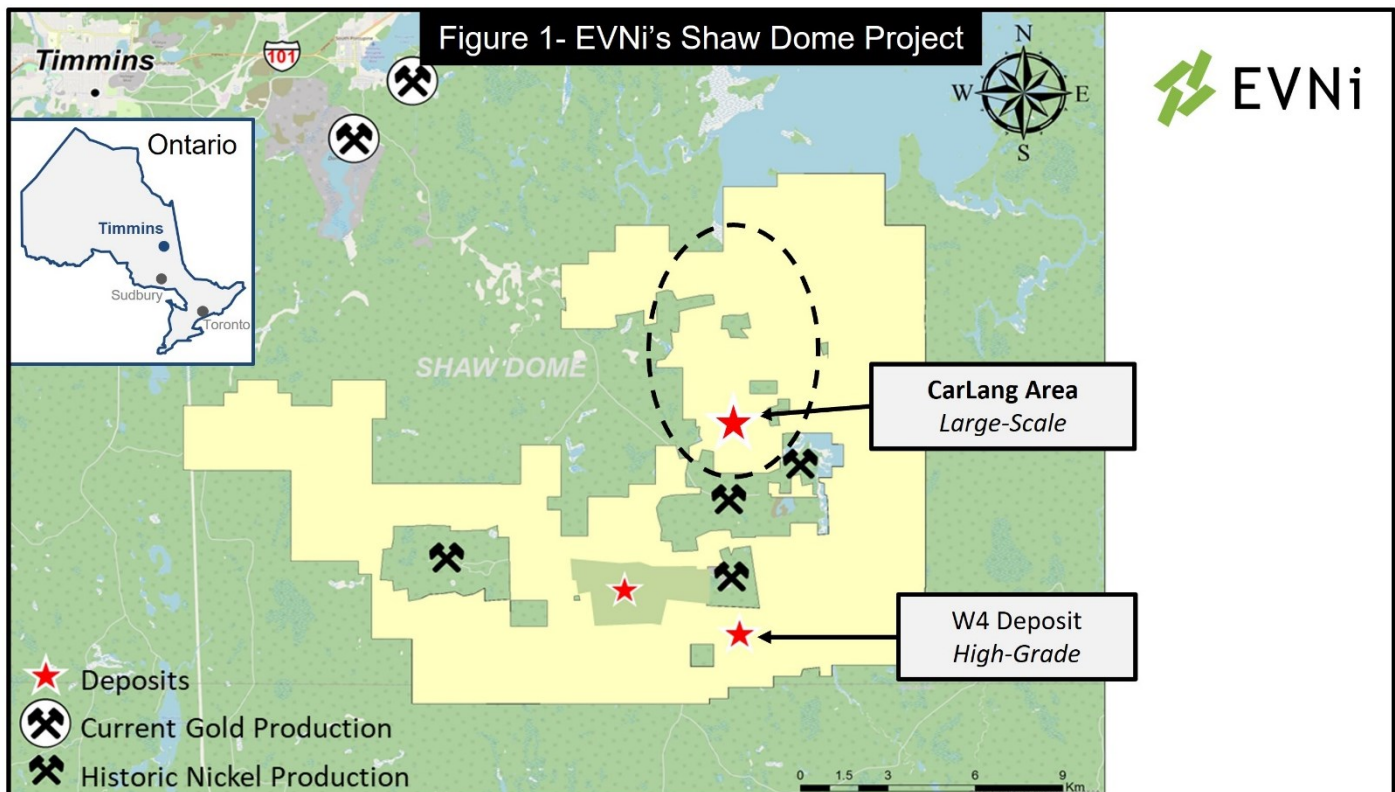 Figure 1- EVNi's Shaw Dome Project
EVNi
Timmins
101
N
W
E
S
Ontario
Timmins
Sudbury
Toronto
SHAW DOME
CarLang Area
Large-Scale
W4 Deposit
High-Grade
Deposits
Current Gold Production
Historic Nickel Production
0 1.5 3 6 9
Km